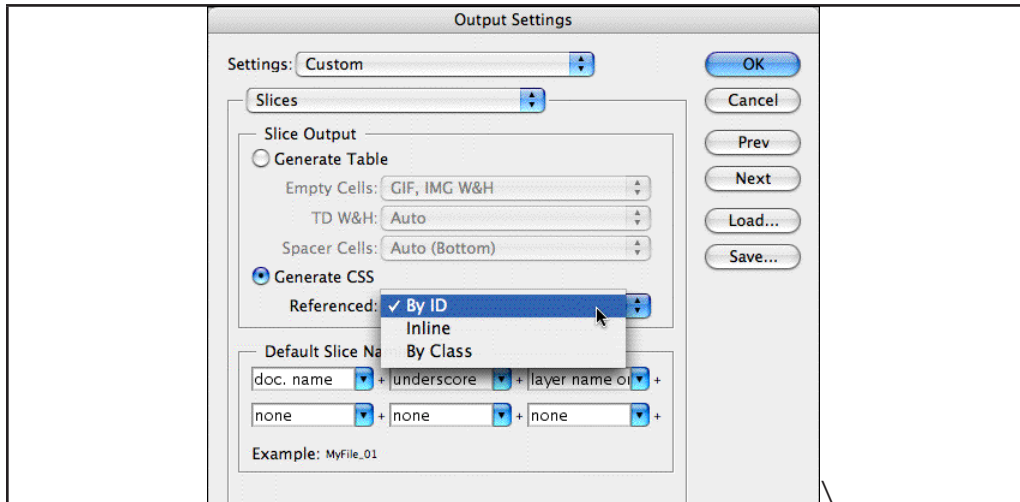 Output Settings
Settings: Custom
OK
Slices
Cancel
Slice Output
Prev
Generate Table
Next
Empty Cells: GIF, IMG W&H
TD W&H: Auto
Load...
Spacer Cells: Auto (Bottom)
Save...
Generate CSS
Referenced: ✓ By ID
Inline
By Class
Default Slice Na
doc. name + underscore + layer name or +
none + none + none +
Example: MyFile_01
\